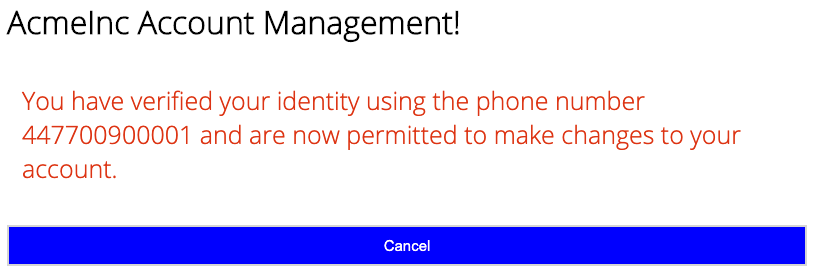 AcmeInc Account Management!
You have verified your identity using the phone number
447700900001 and are now permitted to make changes to your
account.
Cancel